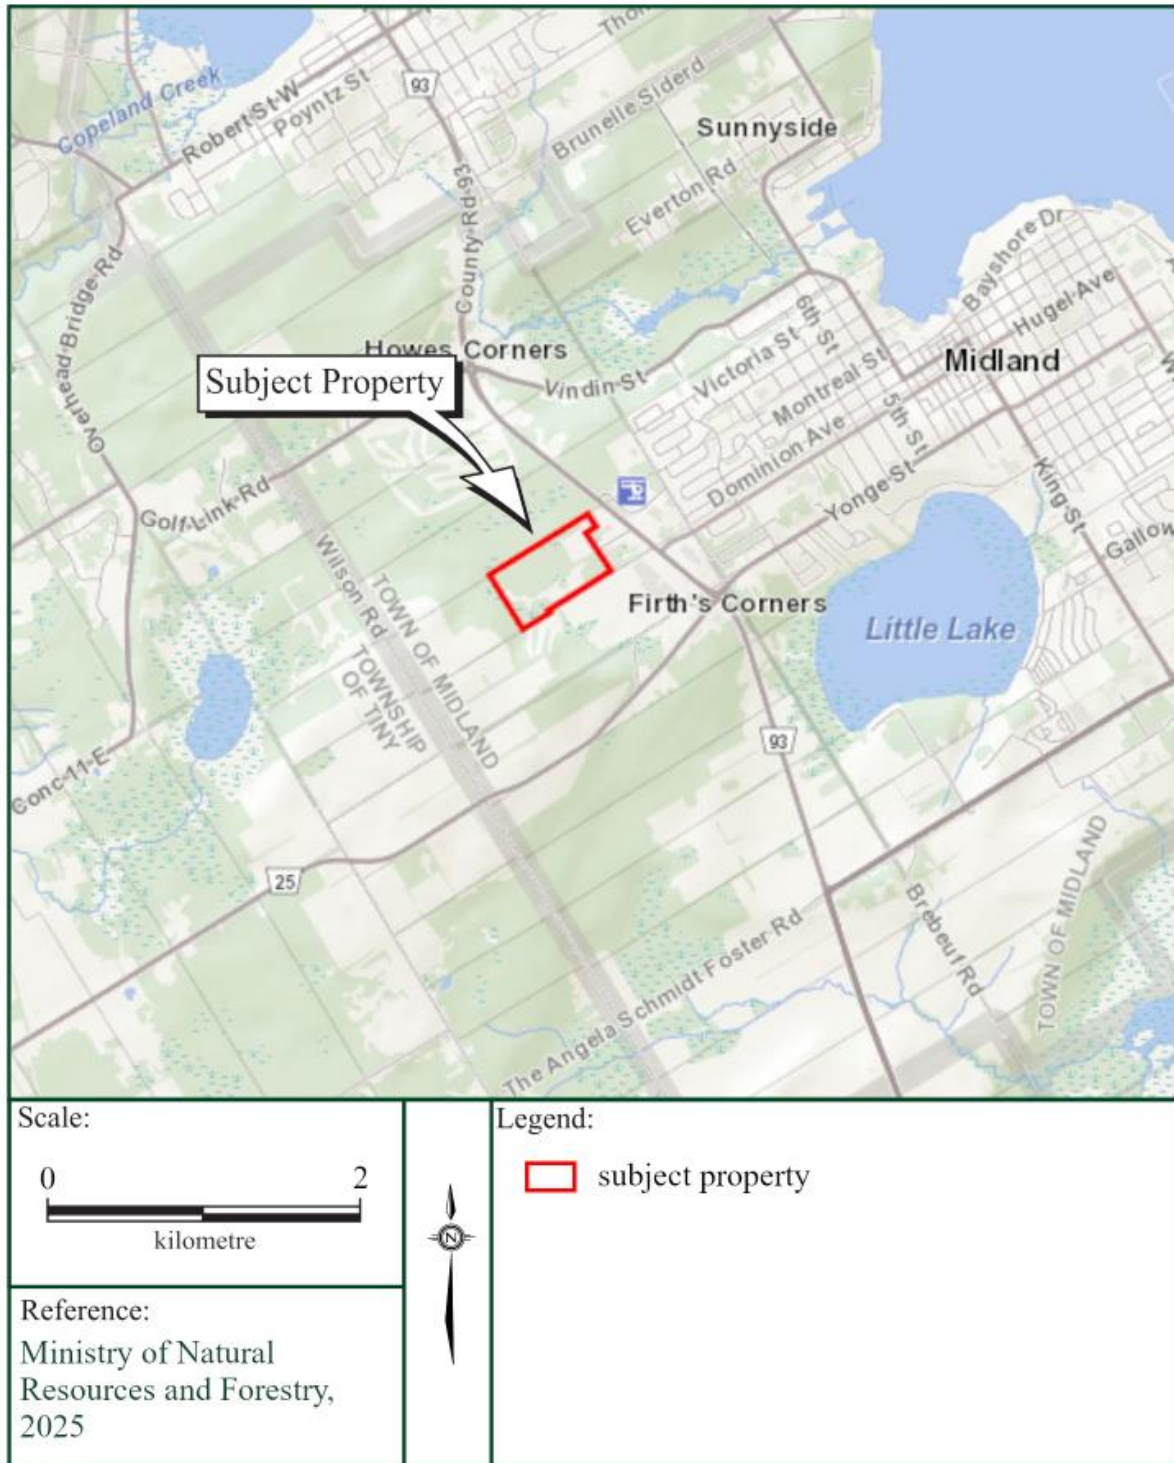 Copeland Creek
Robert St W
Poyntz St
93
Brunelle Siderd
Sunnyside
Everton Rd
County Rd 93
Overhead Bridge Rd
Bayshore Dr
Hugel Ave
6th St
Victoria St
Montreal St
Midland
Howes Corners
Vindin St
Subject Property
5th St
Dominion Ave
Yonge St
King St
Golf Link Rd
Wilson Rd
TOWN OF MIDLAND
TOWNSHIP
OF TINY
Firth's Corners
Little Lake
93
Conc 11 E
25
Brebeuf Rd
TOWN OF MIDLAND
The Angela Schmidt Foster Rd
Scale:
0 2
kilometre
N
Legend:
subject property
Reference:
Ministry of Natural
Resources and Forestry,
2025